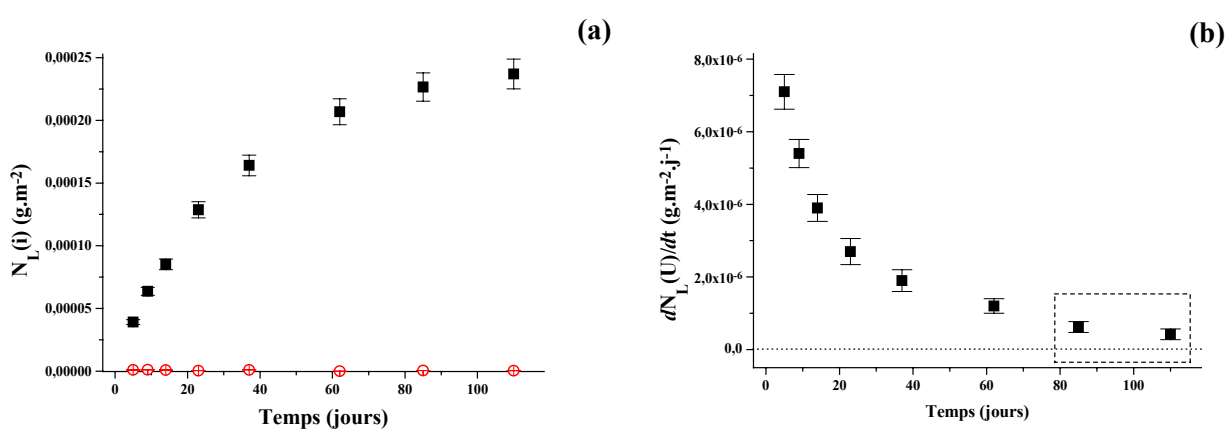 (a)
0,00025
0,00020
0,00015
0,00010
0,00005
0,00000
N_L(i) (g.m⁻²)
0 20 40 60 80 100
Temps (jours)
(b)
8,0x10⁻⁶
6,0x10⁻⁶
4,0x10⁻⁶
2,0x10⁻⁶
0,0
dN_L(U)/dt (g.m⁻².j⁻¹)
0 20 40 60 80 100
Temps (jours)